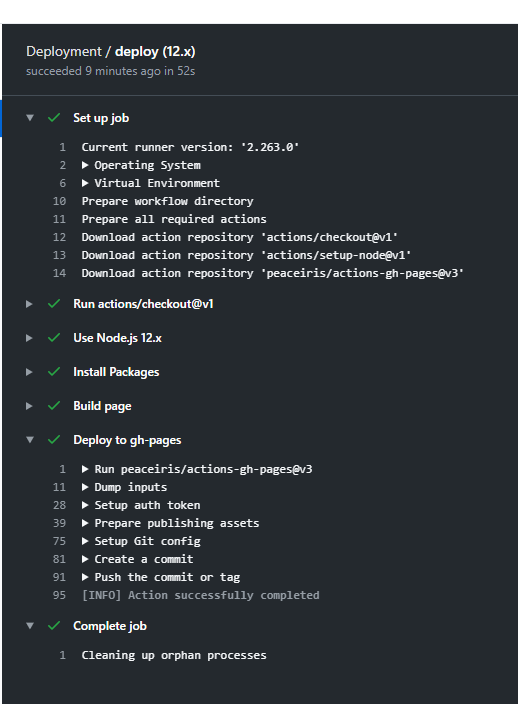 Deployment / deploy (12.x)
succeeded 9 minutes ago in 52s
Set up job
1 Current runner version: '2.263.0'
2 Operating System
6 Virtual Environment
10 Prepare workflow directory
11 Prepare all required actions
12 Download action repository 'actions/checkout@v1'
13 Download action repository 'actions/setup-node@v1'
14 Download action repository 'peaceiris/actions-gh-pages@v3'
Run actions/checkout@v1
Use Node.js 12.x
Install Packages
Build page
Deploy to gh-pages
1 Run peaceiris/actions-gh-pages@v3
11 Dump inputs
28 Setup auth token
39 Prepare publishing assets
75 Setup Git config
81 Create a commit
91 Push the commit or tag
95 [INFO] Action successfully completed
Complete job
1 Cleaning up orphan processes